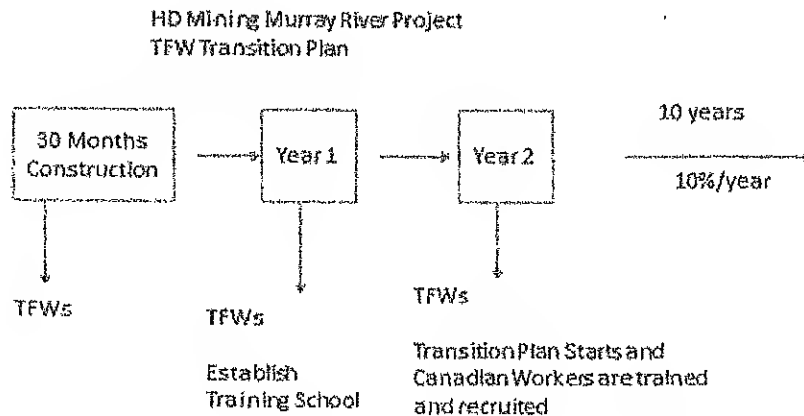 HD Mining Murray River Project
TFW Transition Plan
30 Months
Construction
Year 1
Year 2
10 years
10%/year
TFWs
TFWs
Establish
Training School
TFWs
Transition Plan Starts and
Canadian Workers are trained
and recruited